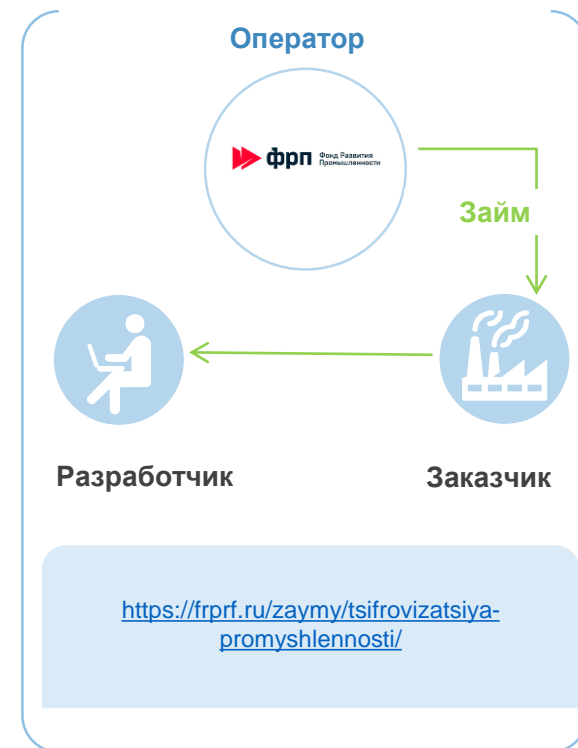 Оператор
фрп Фонд Развития
Промышленности
Займ
Разработчик
Заказчик
https://frprf.ru/zaymy/tsifrovizatsiya-
promyshlennosti/